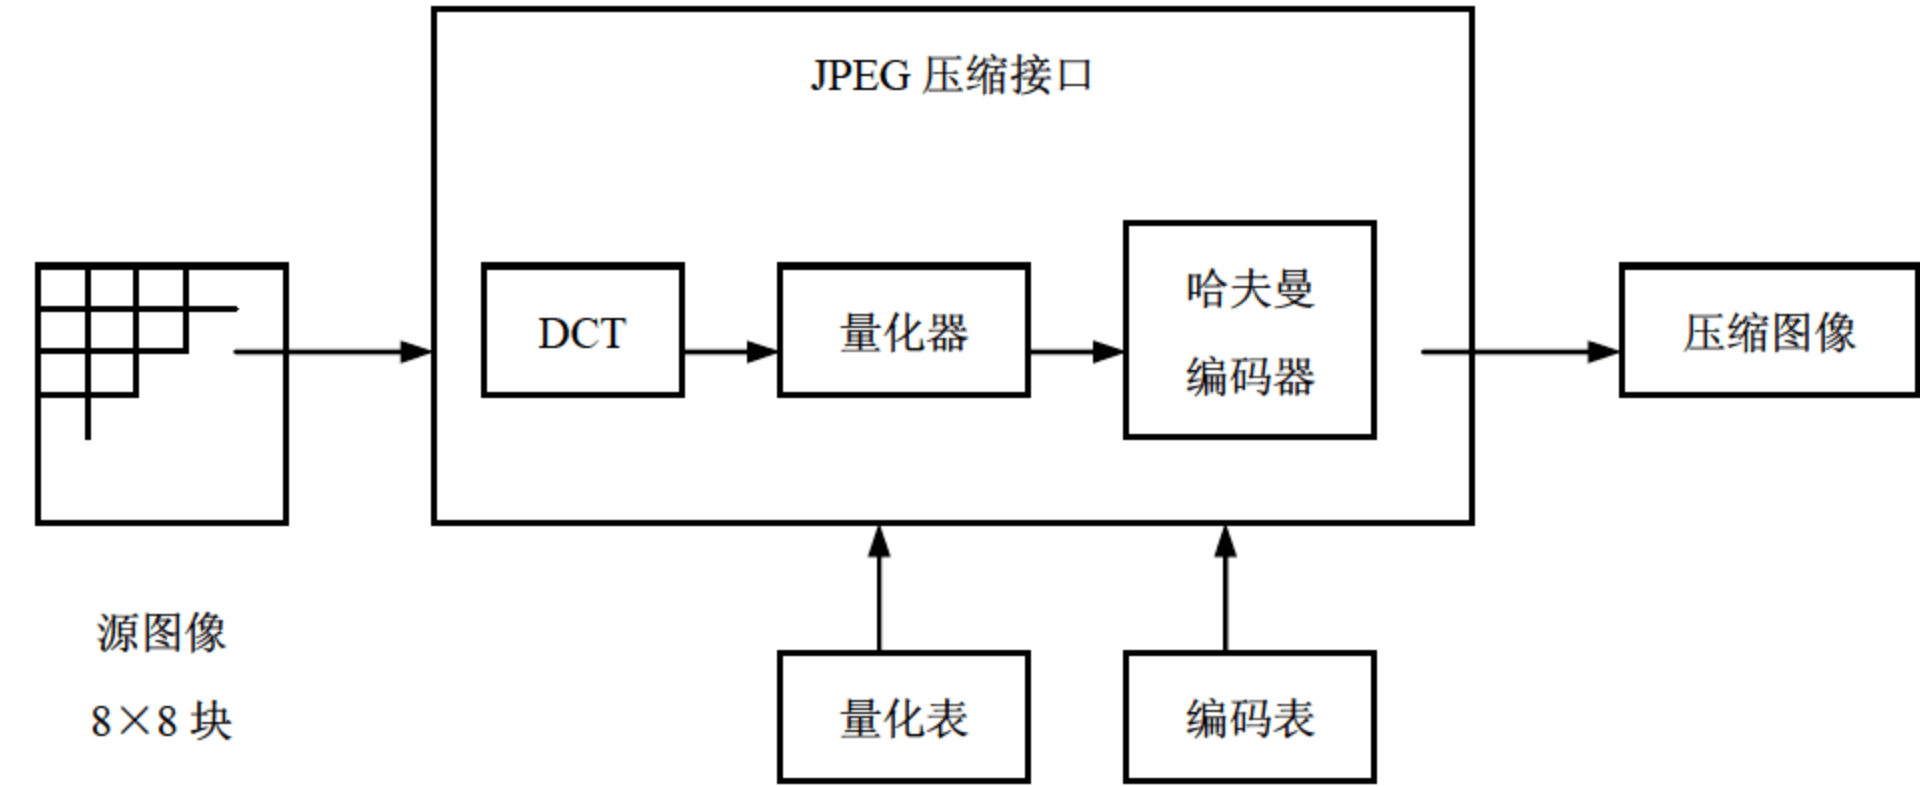 JPEG 压缩接口
DCT
量化器
哈夫曼
编码器
压缩图像
源图像
8×8 块
量化表
编码表